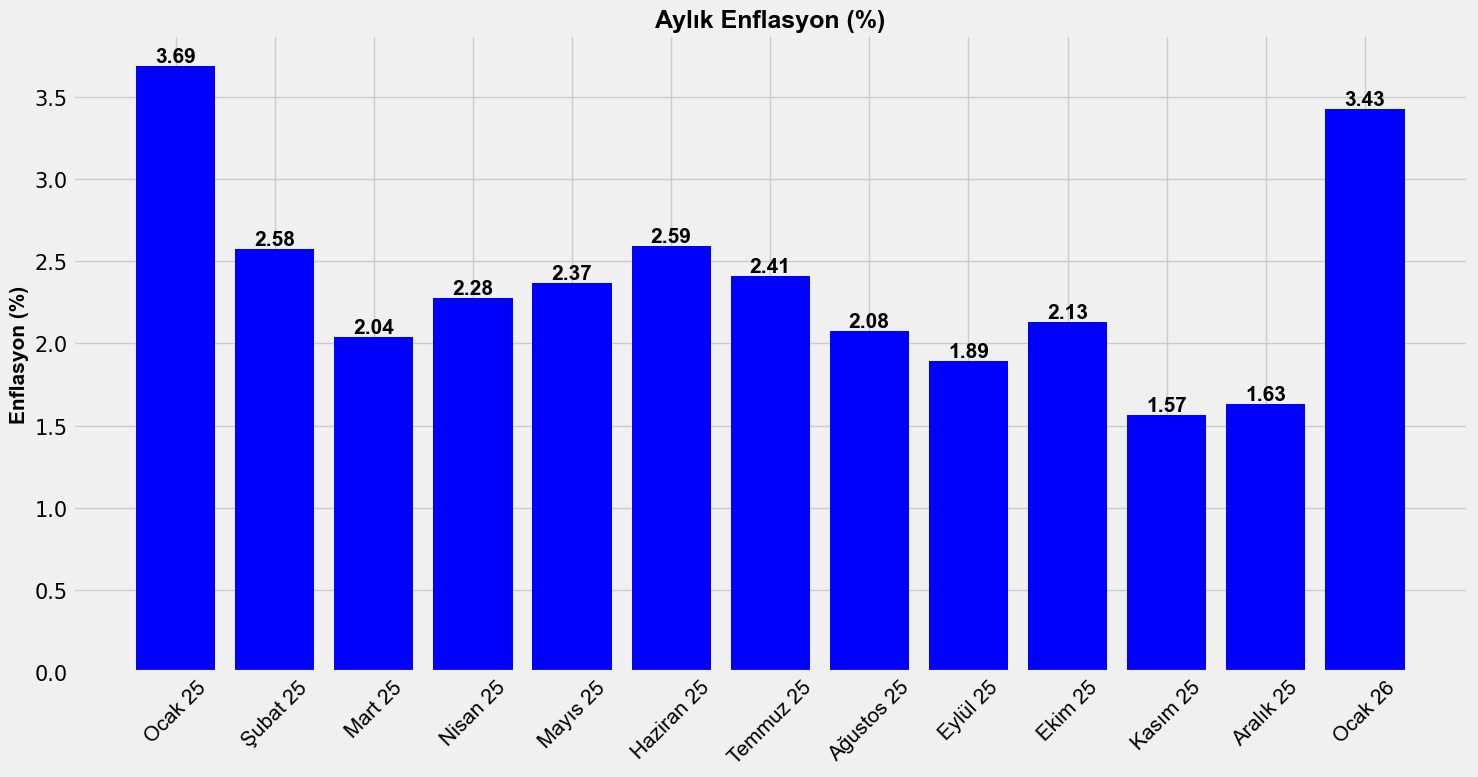 Aylık Enflasyon (%)
Enflasyon (%)
3.5
3.0
2.5
2.0
1.5
1.0
0.5
0.0
3.69
2.58
2.04
2.28
2.37
2.59
2.41
2.08
1.89
2.13
1.57
1.63
3.43
Ocak 25
Şubat 25
Mart 25
Nisan 25
Mayıs 25
Haziran 25
Temmuz 25
Ağustos 25
Eylül 25
Ekim 25
Kasım 25
Aralık 25
Ocak 26